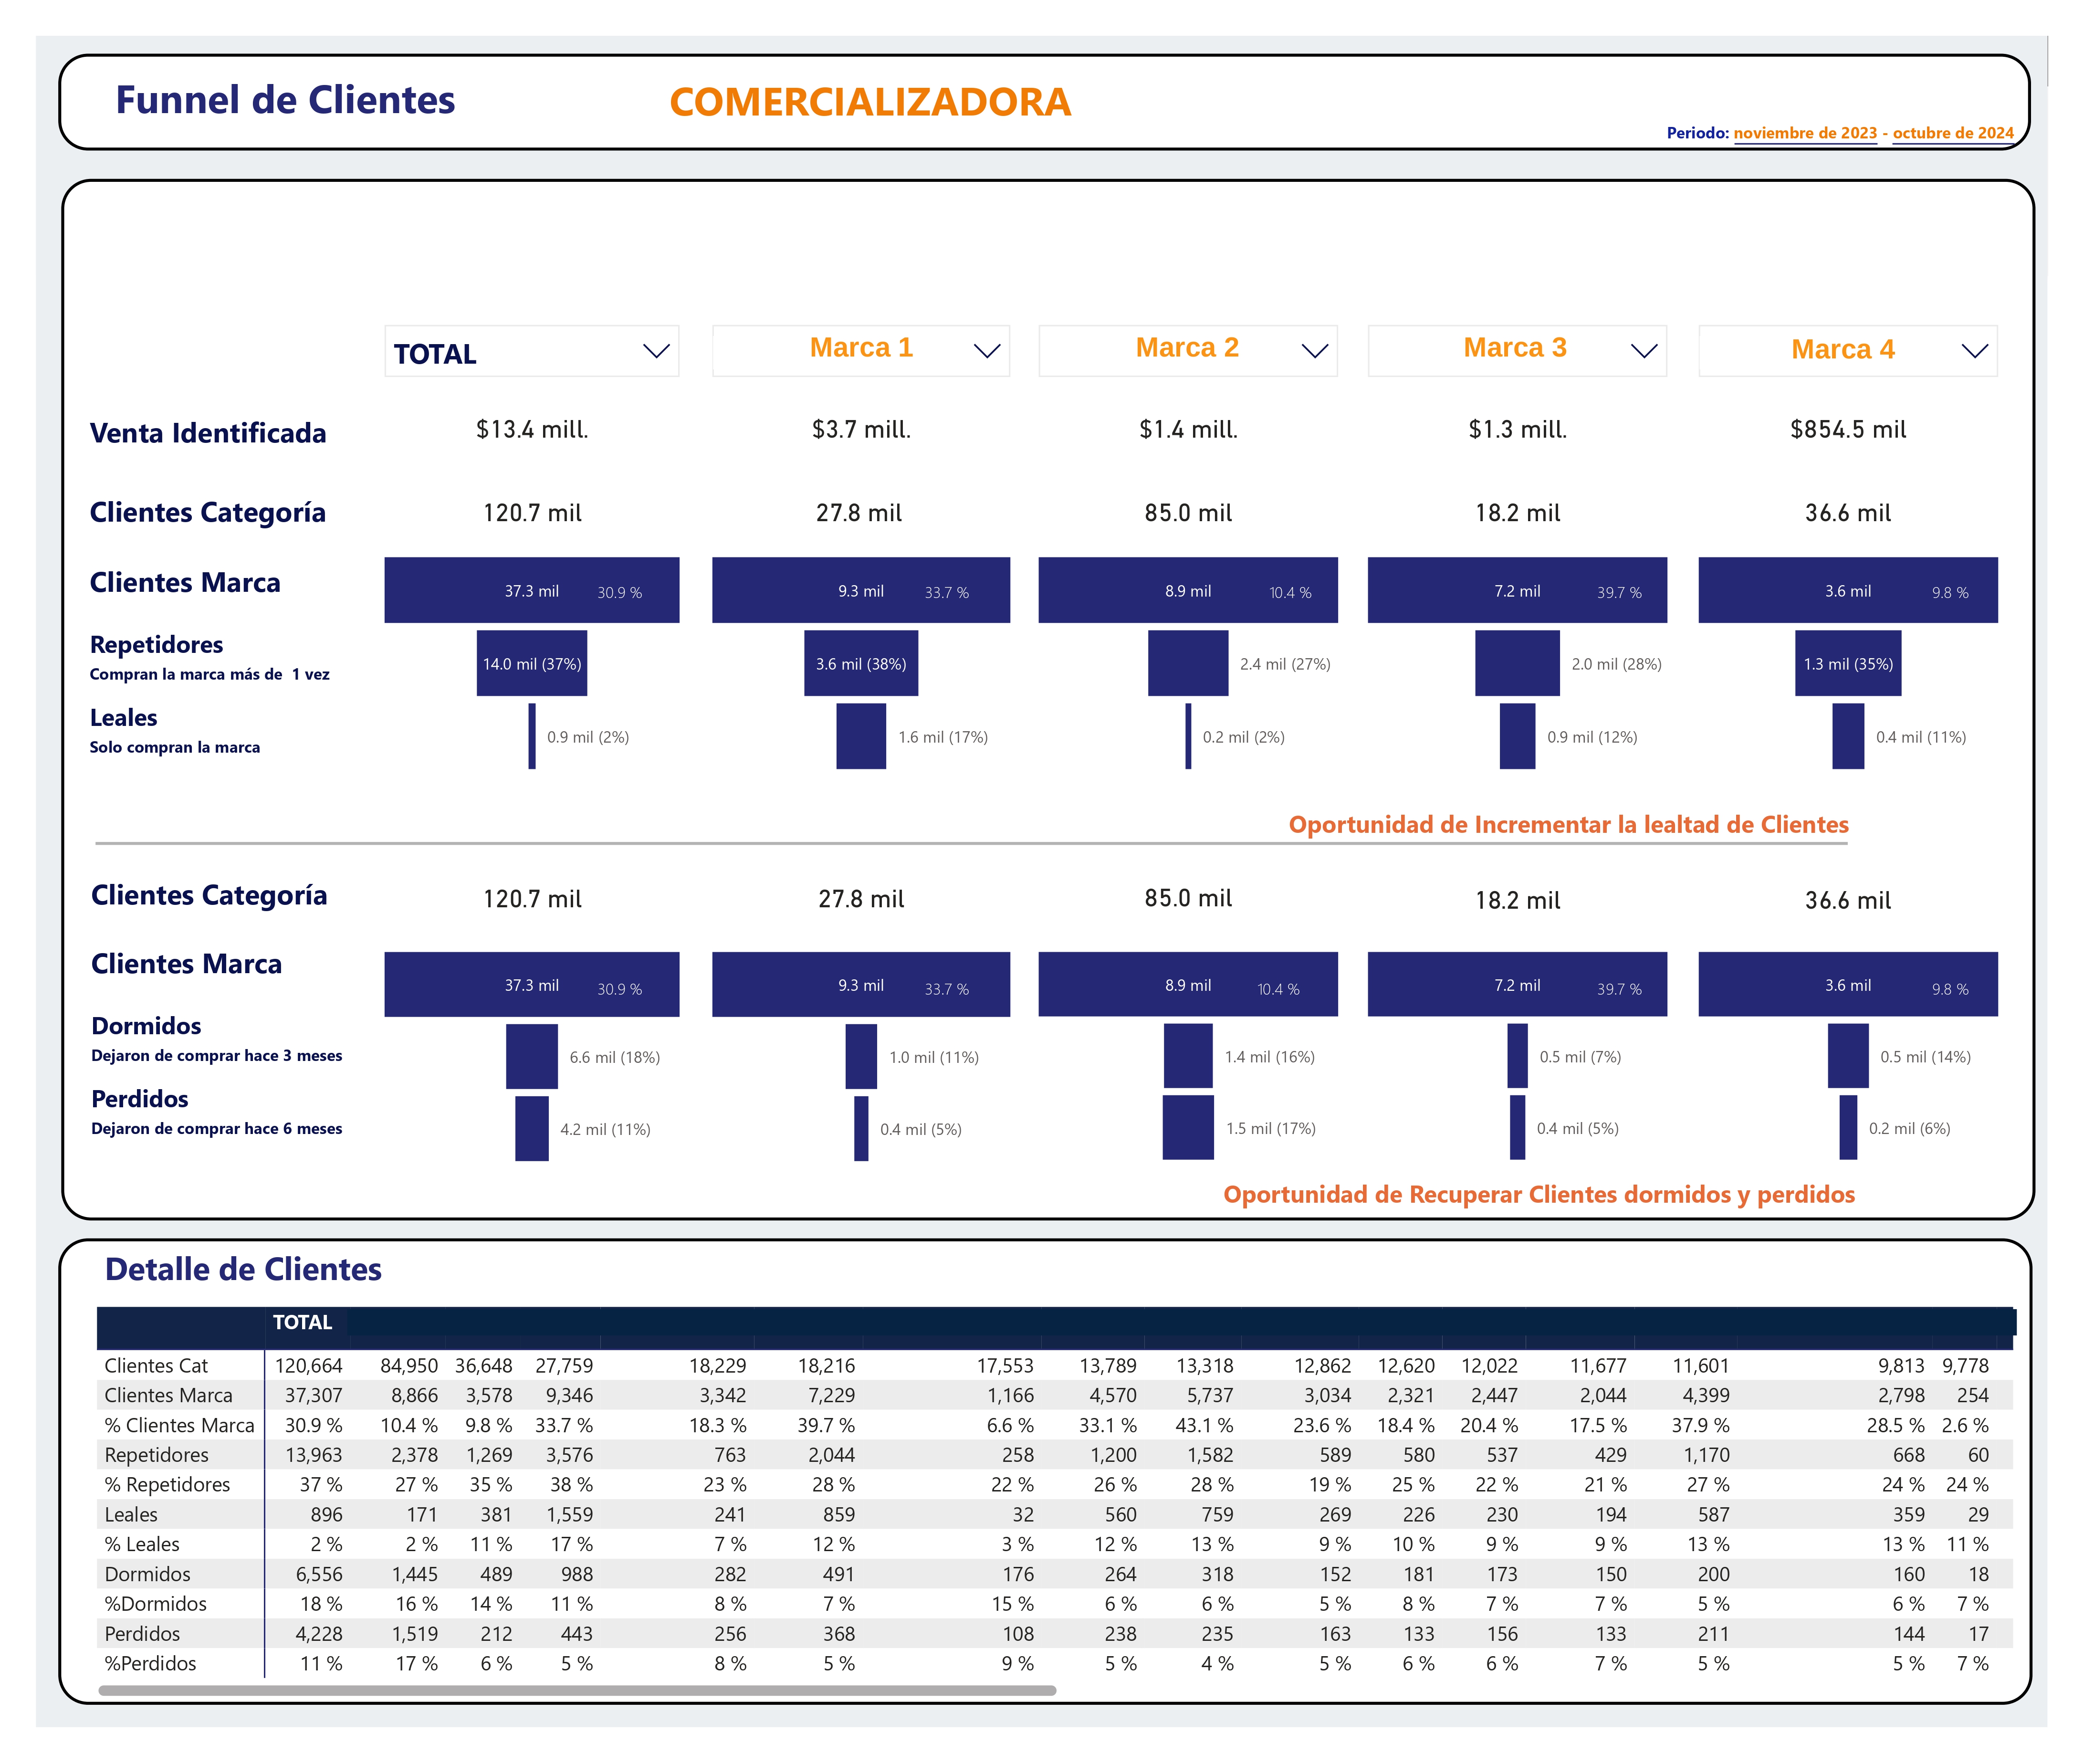 Funnel de Clientes
COMERCIALIZADORA
Periodo: noviembre de 2023 - octubre de 2024
TOTAL Marca 1 Marca 2 Marca 3 Marca 4
Venta Identificada $13.4 mill. $3.7 mill. $1.4 mill. $1.3 mill. $854.5 mil
Clientes Categoría 120.7 mil 27.8 mil 85.0 mil 18.2 mil 36.6 mil
Clientes Marca 37.3 mil 30.9 % 9.3 mil 33.7 % 8.9 mil 10.4 % 7.2 mil 39.7 % 3.6 mil 9.8 %
Repetidores
Compran la marca más de 1 vez
14.0 mil (37%) 3.6 mil (38%) 2.4 mil (27%) 2.0 mil (28%) 1.3 mil (35%)
Leales
Solo compran la marca
0.9 mil (2%) 1.6 mil (17%) 0.2 mil (2%) 0.9 mil (12%) 0.4 mil (11%)
Oportunidad de Incrementar la lealtad de Clientes
Clientes Categoría 120.7 mil 27.8 mil 85.0 mil 18.2 mil 36.6 mil
Clientes Marca 37.3 mil 30.9 % 9.3 mil 33.7 % 8.9 mil 10.4 % 7.2 mil 39.7 % 3.6 mil 9.8 %
Dormidos
Dejaron de comprar hace 3 meses
6.6 mil (18%) 1.0 mil (11%) 1.4 mil (16%) 0.5 mil (7%) 0.5 mil (14%)
Perdidos
Dejaron de comprar hace 6 meses
4.2 mil (11%) 0.4 mil (5%) 1.5 mil (17%) 0.4 mil (5%) 0.2 mil (6%)
Oportunidad de Recuperar Clientes dormidos y perdidos
Detalle de Clientes
TOTAL
Clientes Cat 120,664 84,950 36,648 27,759 18,229 18,216 17,553 13,789 13,318 12,862 12,620 12,022 11,677 11,601 9,813 9,778
Clientes Marca 37,307 8,866 3,578 9,346 3,342 7,229 1,166 4,570 5,737 3,034 2,321 2,447 2,044 4,399 2,798 254
% Clientes Marca 30.9 % 10.4 % 9.8 % 33.7 % 18.3 % 39.7 % 6.6 % 33.1 % 43.1 % 23.6 % 18.4 % 20.4 % 17.5 % 37.9 % 28.5 % 2.6 %
Repetidores 13,963 2,378 1,269 3,576 763 2,044 258 1,200 1,582 589 580 537 429 1,170 668 60
% Repetidores 37 % 27 % 35 % 38 % 23 % 28 % 22 % 26 % 28 % 19 % 25 % 22 % 21 % 27 % 24 % 24 %
Leales 896 171 381 1,559 241 859 32 560 759 269 226 230 194 587 359 29
% Leales 2 % 2 % 11 % 17 % 7 % 12 % 3 % 12 % 13 % 9 % 10 % 9 % 9 % 13 % 13 % 11 %
Dormidos 6,556 1,445 489 988 282 491 176 264 318 152 181 173 150 200 160 18
%Dormidos 18 % 16 % 14 % 11 % 8 % 7 % 15 % 6 % 6 % 5 % 8 % 7 % 7 % 5 % 6 % 7 %
Perdidos 4,228 1,519 212 443 256 368 108 238 235 163 133 156 133 211 144 17
%Perdidos 11 % 17 % 6 % 5 % 8 % 5 % 9 % 5 % 4 % 5 % 6 % 6 % 7 % 5 % 5 % 7 %